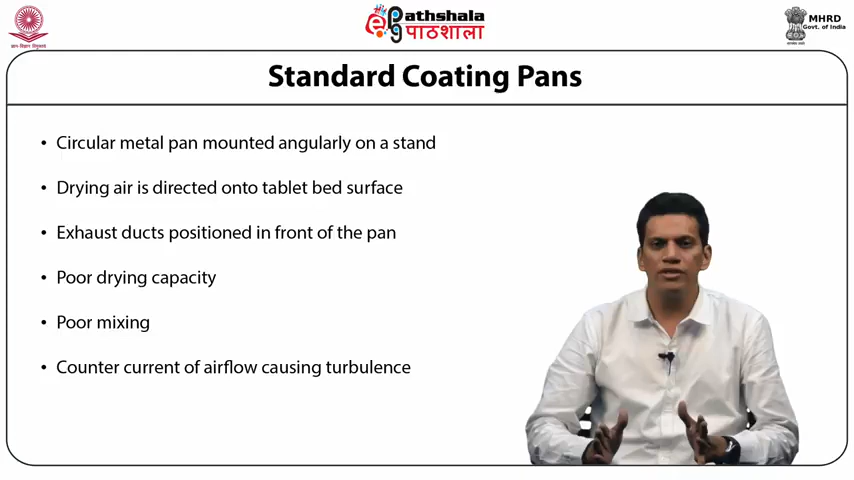 Pathshala
पाठशाला
MHRD
Govt. of India
Standard Coating Pans
• Circular metal pan mounted angularly on a stand
• Drying air is directed onto tablet bed surface
• Exhaust ducts positioned in front of the pan
• Poor drying capacity
• Poor mixing
• Counter current of airflow causing turbulence